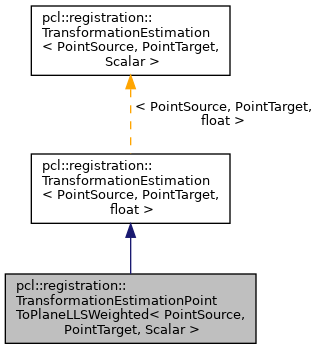 pcl::registration::
TransformationEstimation
< PointSource, PointTarget,
Scalar >
< PointSource, PointTarget,
float >
pcl::registration::
TransformationEstimation
< PointSource, PointTarget,
float >
pcl::registration::
TransformationEstimationPoint
ToPlaneLLSWeighted< PointSource,
PointTarget, Scalar >